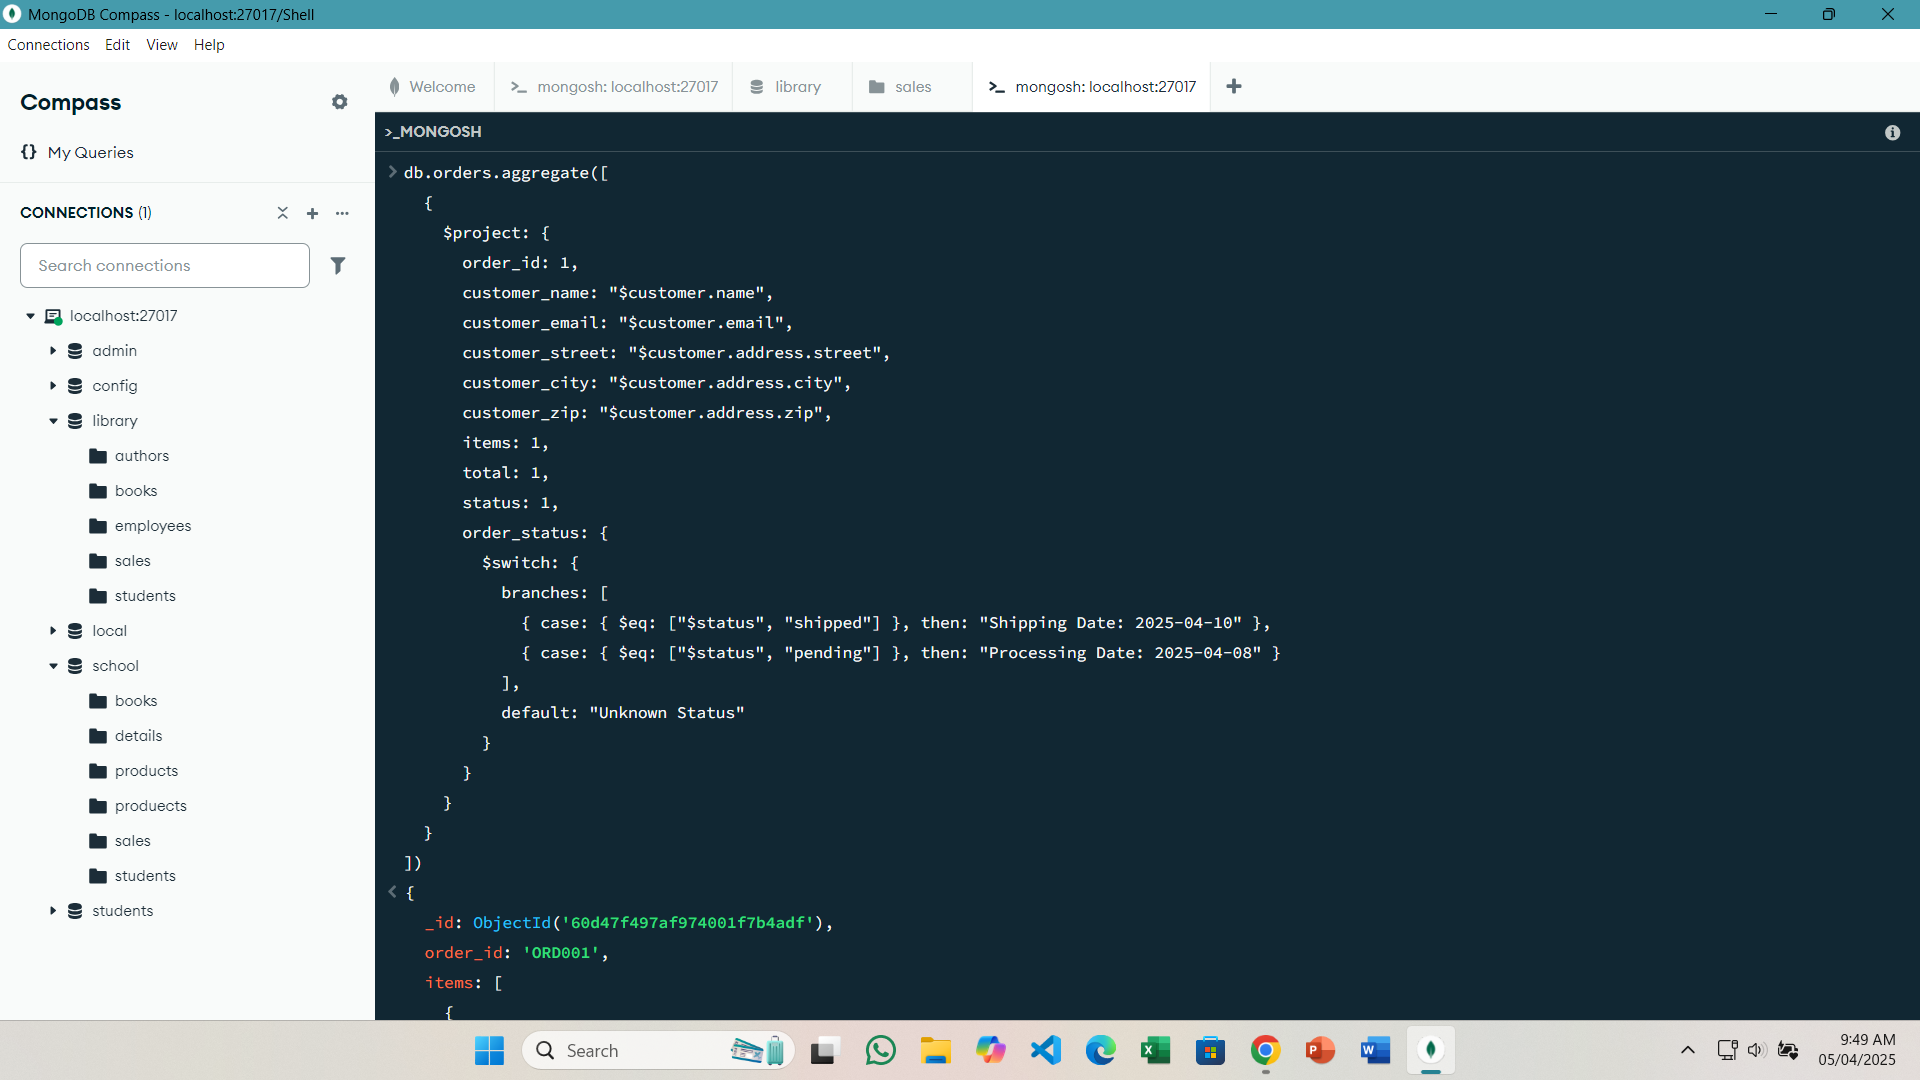 MongoDB Compass - localhost:27017/Shell
Connections Edit View Help
Compass
My Queries
CONNECTIONS (1)
Search connections
localhost:27017
admin
config
library
authors
books
employees
sales
students
local
school
books
details
products
produects
sales
students
students
Welcome
mongosh: localhost:27017
library
sales
mongosh: localhost:27017
>_MONGOSH
db.orders.aggregate([
{
$project: {
order_id: 1,
customer_name: "$customer.name",
customer_email: "$customer.email",
customer_street: "$customer.address.street",
customer_city: "$customer.address.city",
customer_zip: "$customer.address.zip",
items: 1,
total: 1,
status: 1,
order_status: {
$switch: {
branches: [
{ case: { $eq: ["$status", "shipped"] }, then: "Shipping Date: 2025-04-10" },
{ case: { $eq: ["$status", "pending"] }, then: "Processing Date: 2025-04-08" }
],
default: "Unknown Status"
}
}
}
}
])
{
_id: ObjectId('60d47f497af974001f7b4adf'),
order_id: 'ORD001',
items: [
{
Search
9:49 AM
05/04/2025